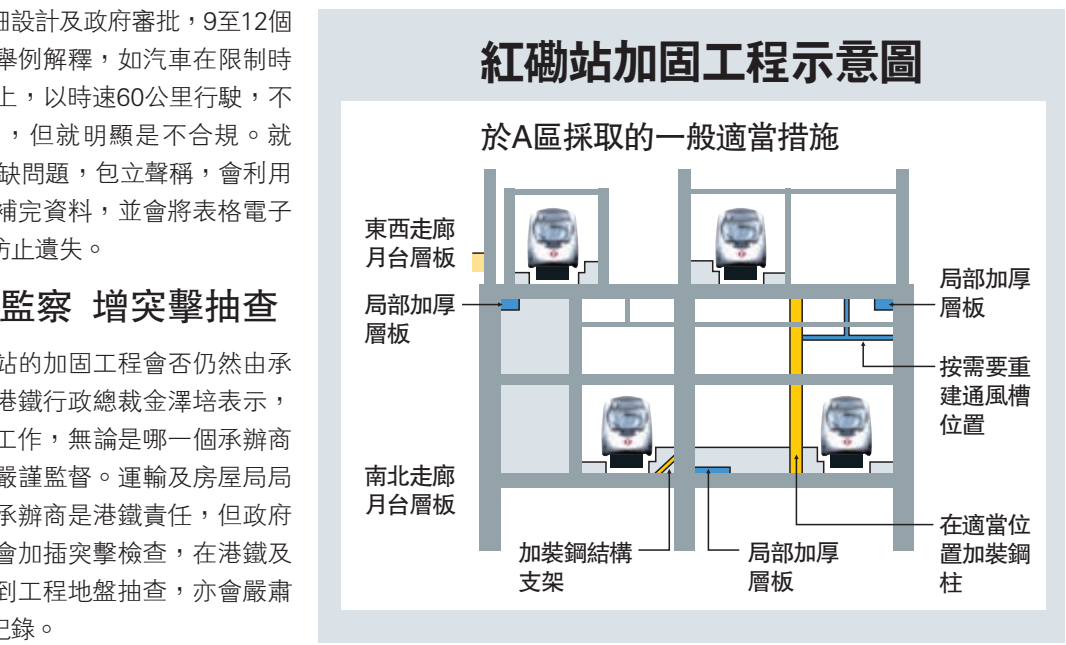 細設計及政府審批，9至12個
舉例解釋，如汽車在限制時
上，以時速60公里行駛，不
，但就明顯是不合規。就
缺問題，包立聲稱，會利用
補完資料，並會將表格電子
防止遺失。
監察 增突擊抽查
站的加固工程會否仍然由承
港鐵行政總裁金澤培表示，
工作，無論是哪一個承辦商
嚴謹監督。運輸及房屋局局
承辦商是港鐵責任，但政府
會加插突擊檢查，在港鐵及
到工程地盤抽查，亦會嚴肅
紀錄。
紅磡站加固工程示意圖
於A區採取的一般適當措施
東西走廊
月台層板
局部加厚
層板
南北走廊
月台層板
加裝鋼結構
支架
局部加厚
層板
局部加厚
層板
按需要重
建通風槽
位置
在適當位
置加裝鋼
柱